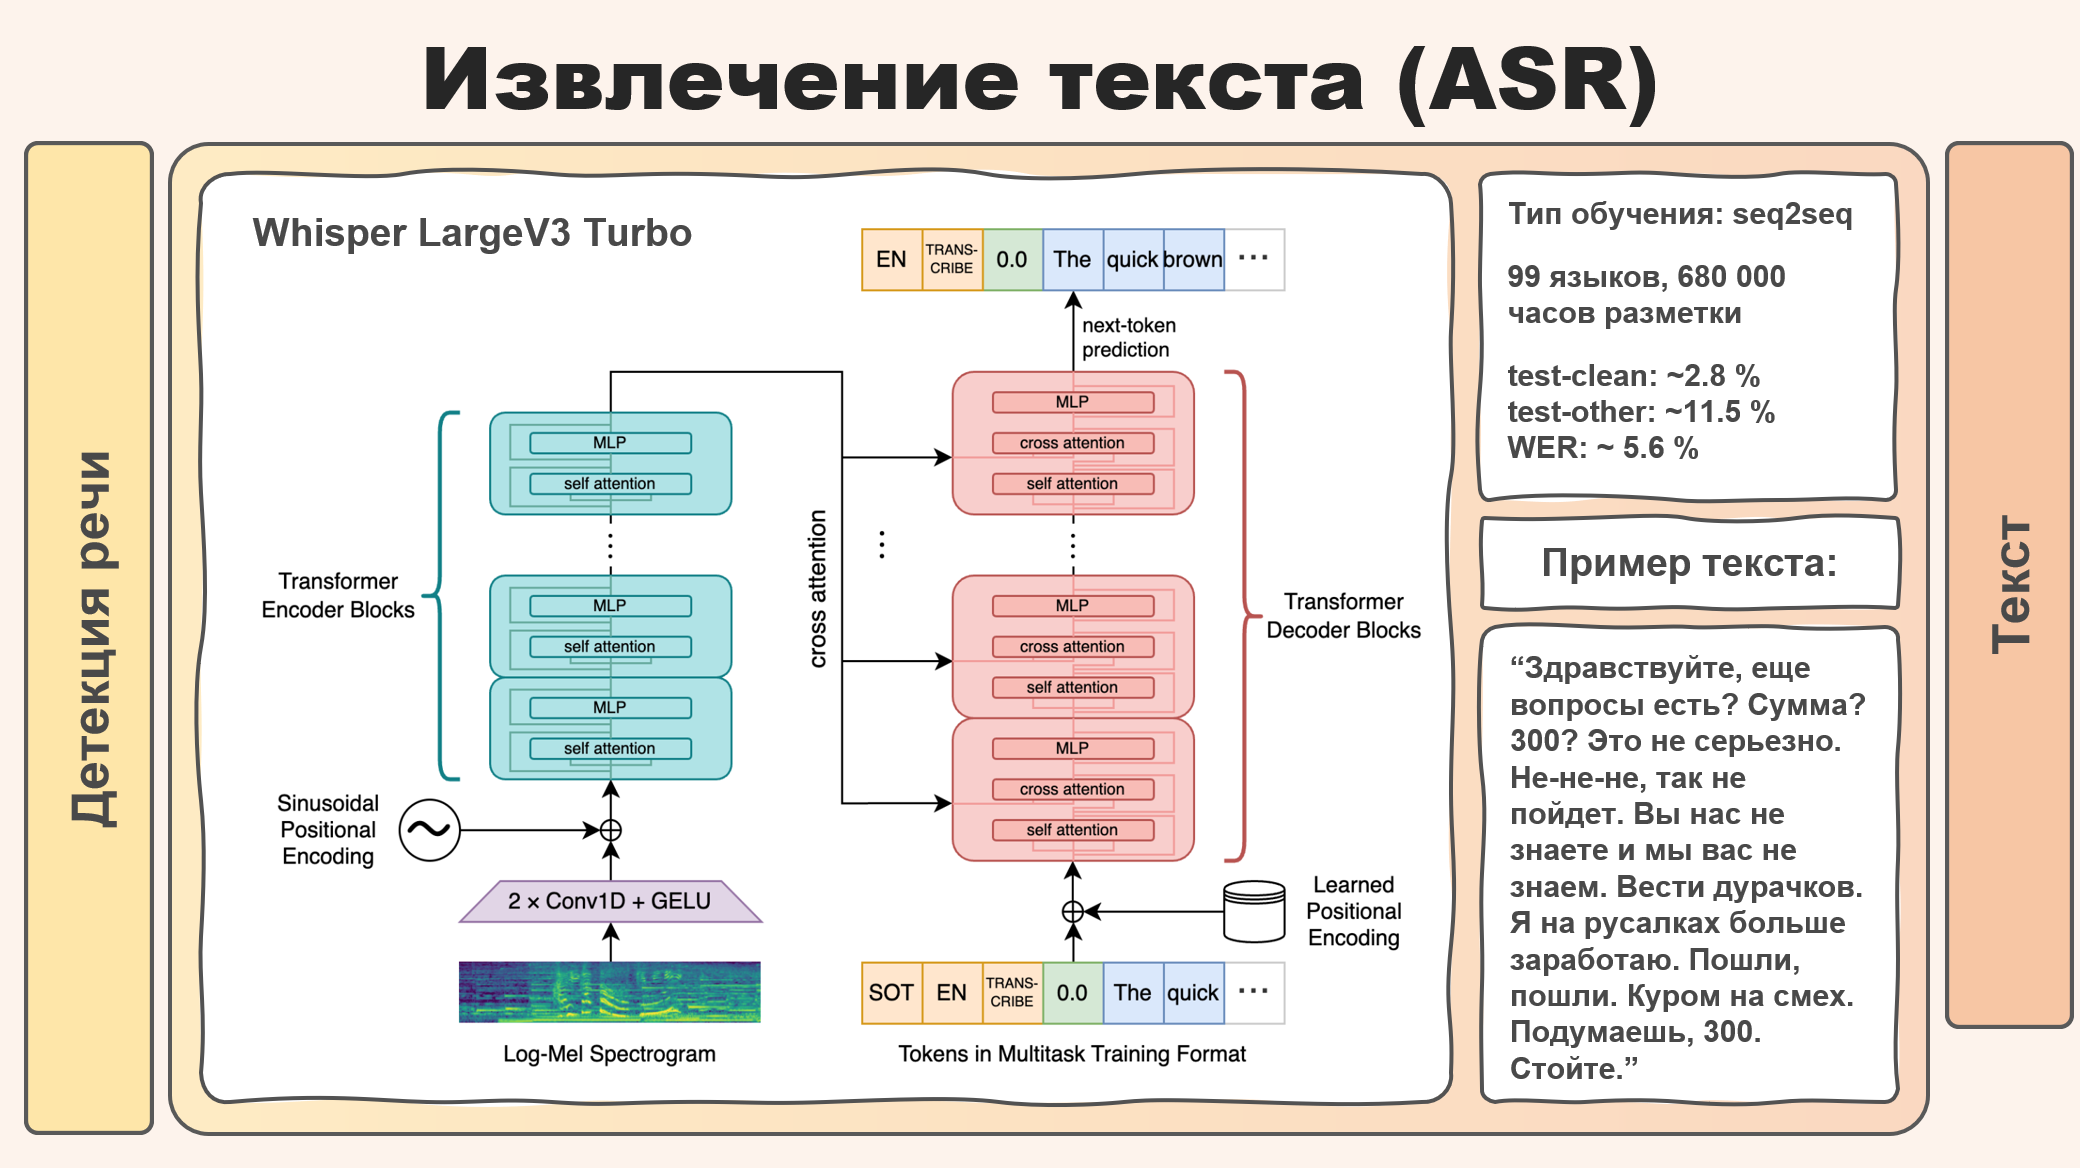 Извлечение текста (ASR)
Детекция речи
Whisper LargeV3 Turbo
EN
TRANS-
CRIBE
0.0
The
quick
brown
...
next-token
prediction
MLP
self attention
MLP
self attention
MLP
self attention
Transformer
Encoder Blocks
cross attention
MLP
cross attention
self attention
MLP
cross attention
self attention
MLP
cross attention
self attention
Transformer
Decoder Blocks
Sinusoidal
Positional
Encoding
2 × Conv1D + GELU
Log-Mel Spectrogram
Learned
Positional
Encoding
SOT
EN
TRANS-
CRIBE
0.0
The
quick
...
Tokens in Multitask Training Format
Тип обучения: seq2seq
99 языков, 680 000
часов разметки
test-clean: ~2.8 %
test-other: ~11.5 %
WER: ~ 5.6 %
Пример текста:
“Здравствуйте, еще
вопросы есть? Сумма?
300? Это не серьезно.
Не-не-не, так не
пойдет. Вы нас не
знаете и мы вас не
знаем. Вести дурачков.
Я на русалках больше
заработаю. Пошли,
пошли. Куром на смех.
Подумаешь, 300.
Стойте.”
Текст